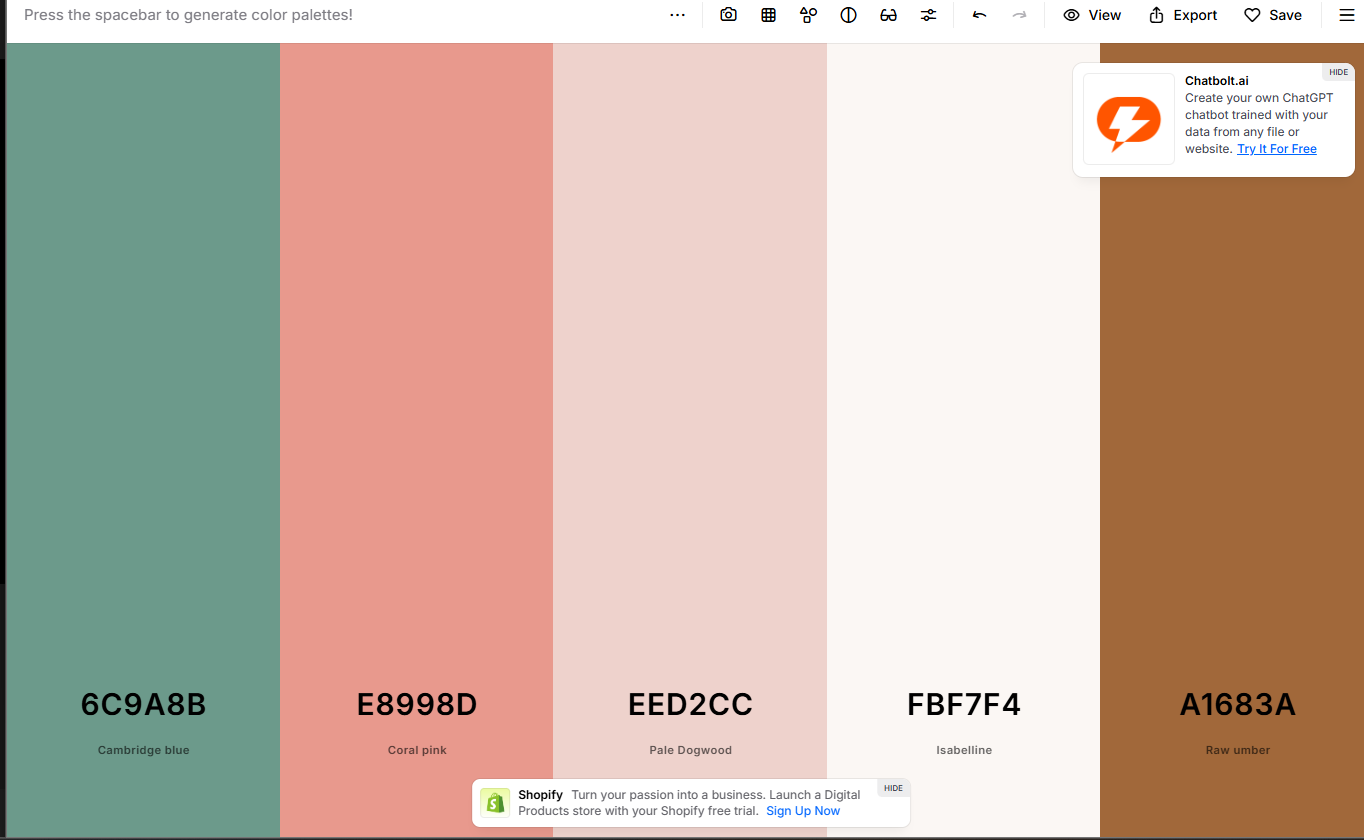 Press the spacebar to generate color palettes!
View
Export
Save
HIDE
Chatbolt.ai
Create your own ChatGPT
chatbot trained with your
data from any file or
website. Try It For Free
6C9A8B
E8998D
EED2CC
FBF7F4
A1683A
Cambridge blue
Coral pink
Pale Dogwood
Isabelline
Raw umber
HIDE
Shopify Turn your passion into a business. Launch a Digital
Products store with your Shopify free trial. Sign Up Now